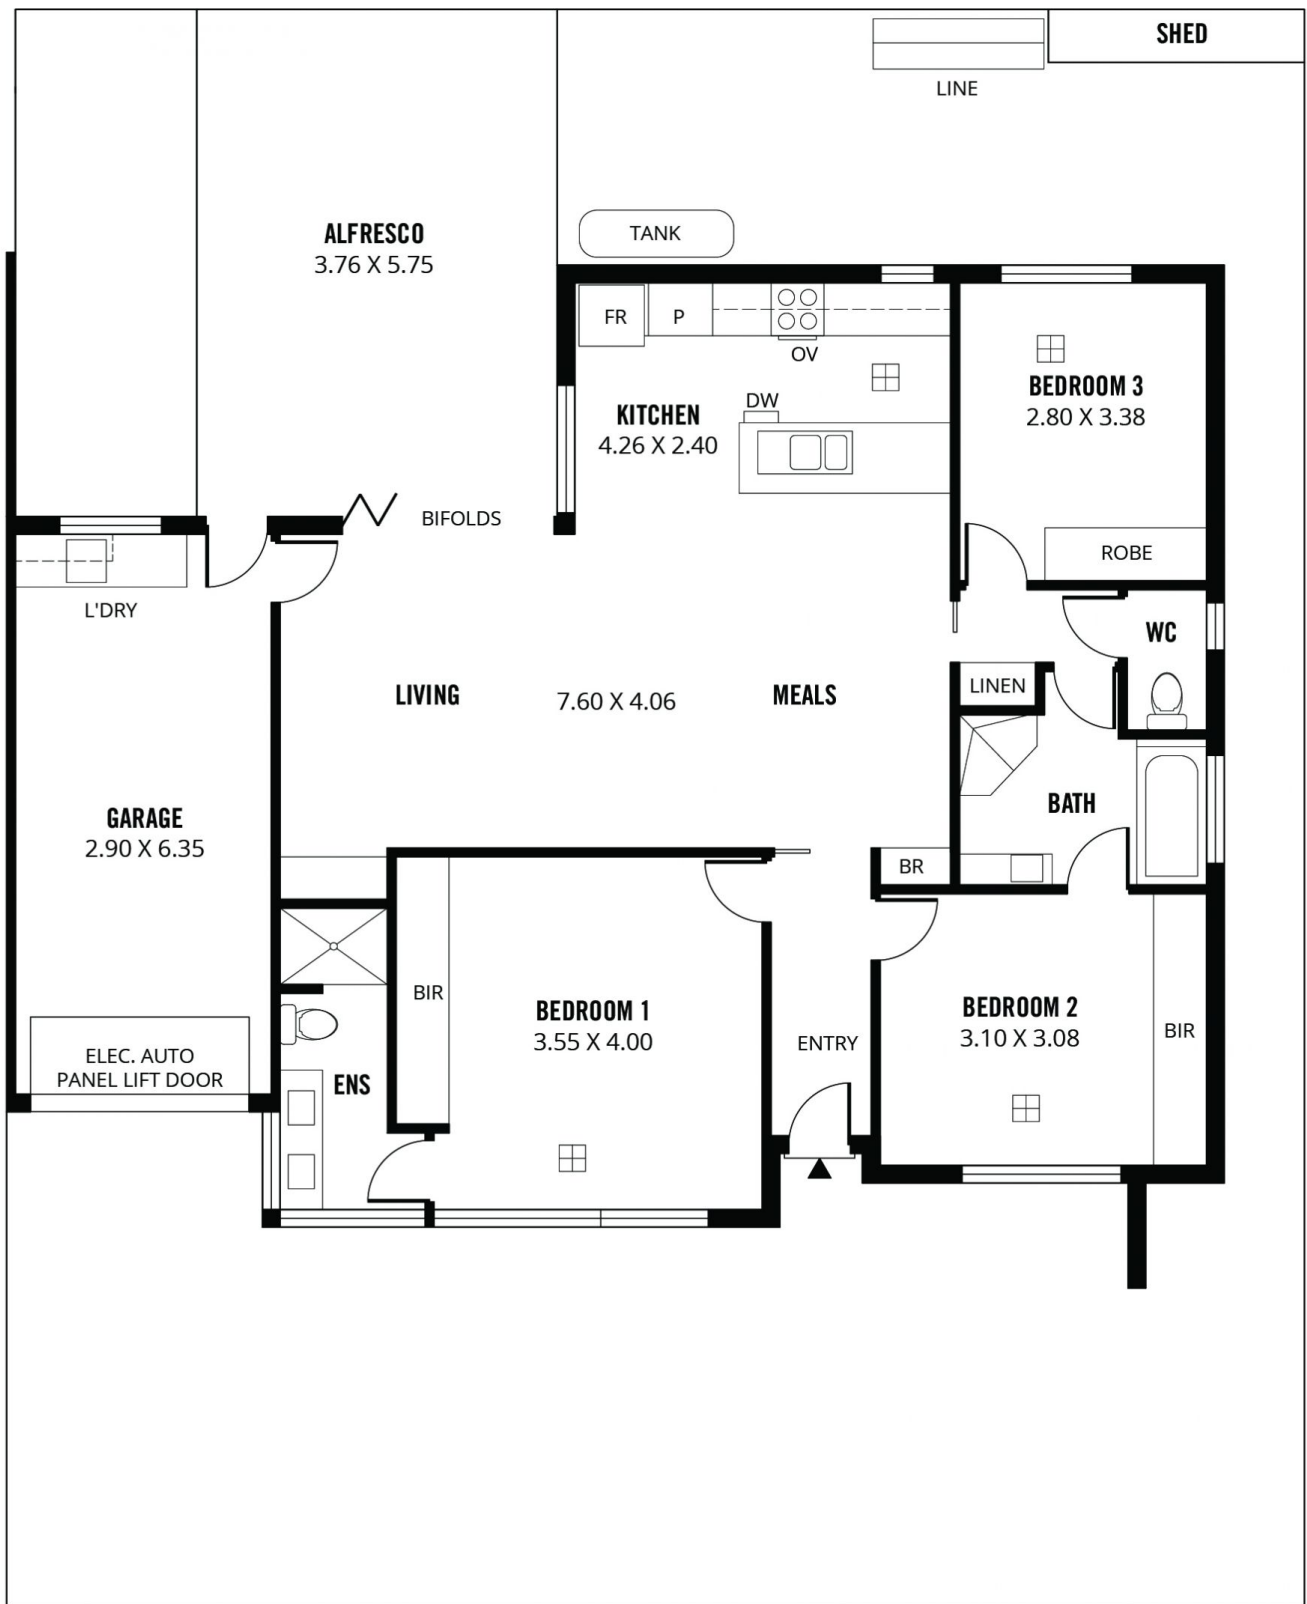 SHED
LINE
ALFRESCO
3.76 X 5.75
TANK
FR
P
OV
KITCHEN
4.26 X 2.40
DW
BEDROOM 3
2.80 X 3.38
BIFOLDS
ROBE
L'DRY
WC
LIVING
7.60 X 4.06
MEALS
LINEN
GARAGE
2.90 X 6.35
BATH
BR
BIR
BEDROOM 1
3.55 X 4.00
ENTRY
BEDROOM 2
3.10 X 3.08
BIR
ELEC. AUTO
PANEL LIFT DOOR
ENS